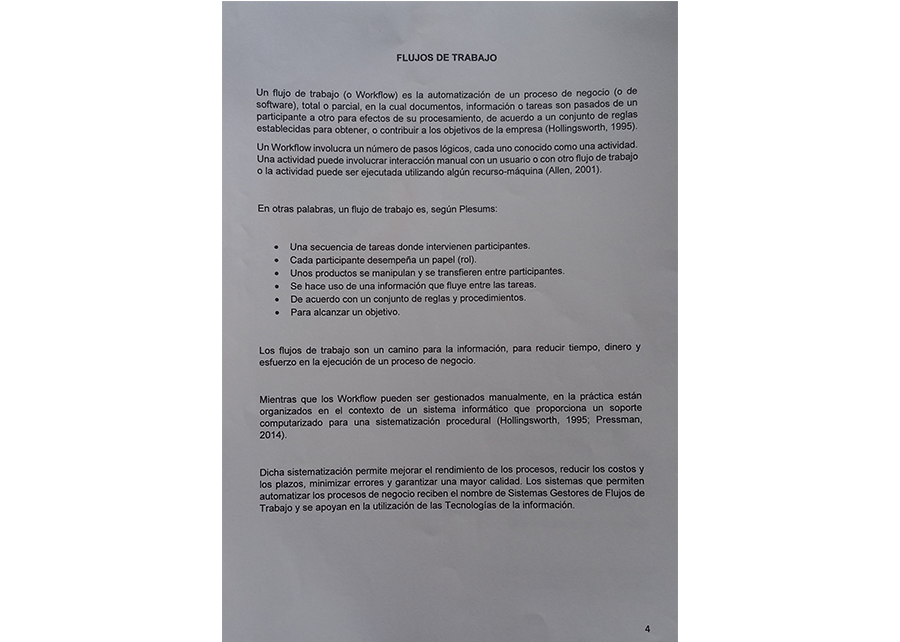 FLUJOS DE TRABAJO
Un flujo de trabajo (o Workflow) es la automatización de un proceso de negocio (o de
software), total o parcial, en la cual documentos, información o tareas son pasados de un
participante a otro para efectos de su procesamiento, de acuerdo a un conjunto de reglas
establecidas para obtener, o contribuir a los objetivos de la empresa (Hollingsworth, 1995).
Un Workflow involucra un número de pasos lógicos, cada uno conocido como una actividad.
Una actividad puede involucrar interacción manual con un usuario o con otro flujo de trabajo
o la actividad puede ser ejecutada utilizando algún recurso-máquina (Allen, 2001).
En otras palabras, un flujo de trabajo es, según Plesums:
• Una secuencia de tareas donde intervienen participantes.
• Cada participante desempeña un papel (rol).
• Unos productos se manipulan y se transfieren entre participantes.
• Se hace uso de una información que fluye entre las tareas.
• De acuerdo con un conjunto de reglas y procedimientos.
• Para alcanzar un objetivo.
Los flujos de trabajo son un camino para la información, para reducir tiempo, dinero y
esfuerzo en la ejecución de un proceso de negocio.
Mientras que los Workflow pueden ser gestionados manualmente, en la práctica están
organizados en el contexto de un sistema informático que proporciona un soporte
computarizado para una sistematización procedural (Hollingsworth, 1995; Pressman,
2014).
Dicha sistematización permite mejorar el rendimiento de los procesos, reducir los costos y
los plazos, minimizar errores y garantizar una mayor calidad. Los sistemas que permiten
automatizar los procesos de negocio reciben el nombre de Sistemas Gestores de Flujos de
Trabajo y se apoyan en la utilización de las Tecnologías de la información.
4